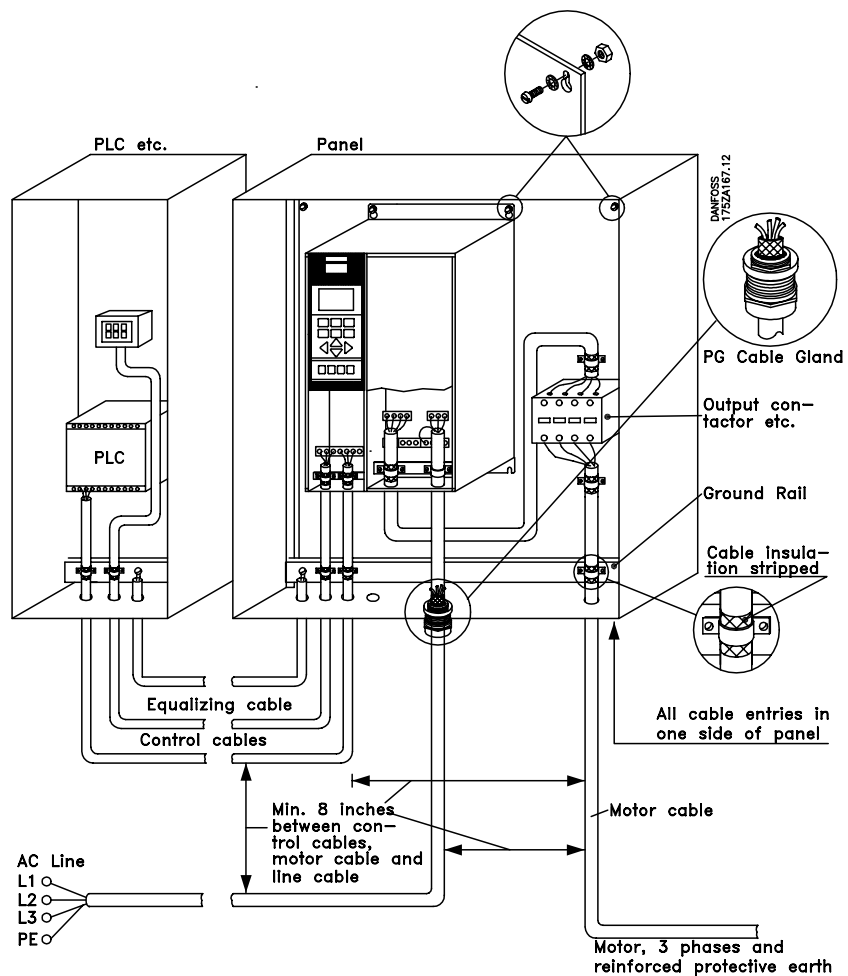 PLC etc.
Panel
DANFOSS
175ZA167.12
PG Cable Gland
Output con-
tactor etc.
PLC
Ground Rail
Cable insula-
tion stripped
Equalizing cable
All cable entries in
one side of panel
Control cables
Min. 8 inches
between con-
trol cables,
motor cable and
line cable
Motor cable
AC Line
L1
L2
L3
PE
Motor, 3 phases and
reinforced protective earth